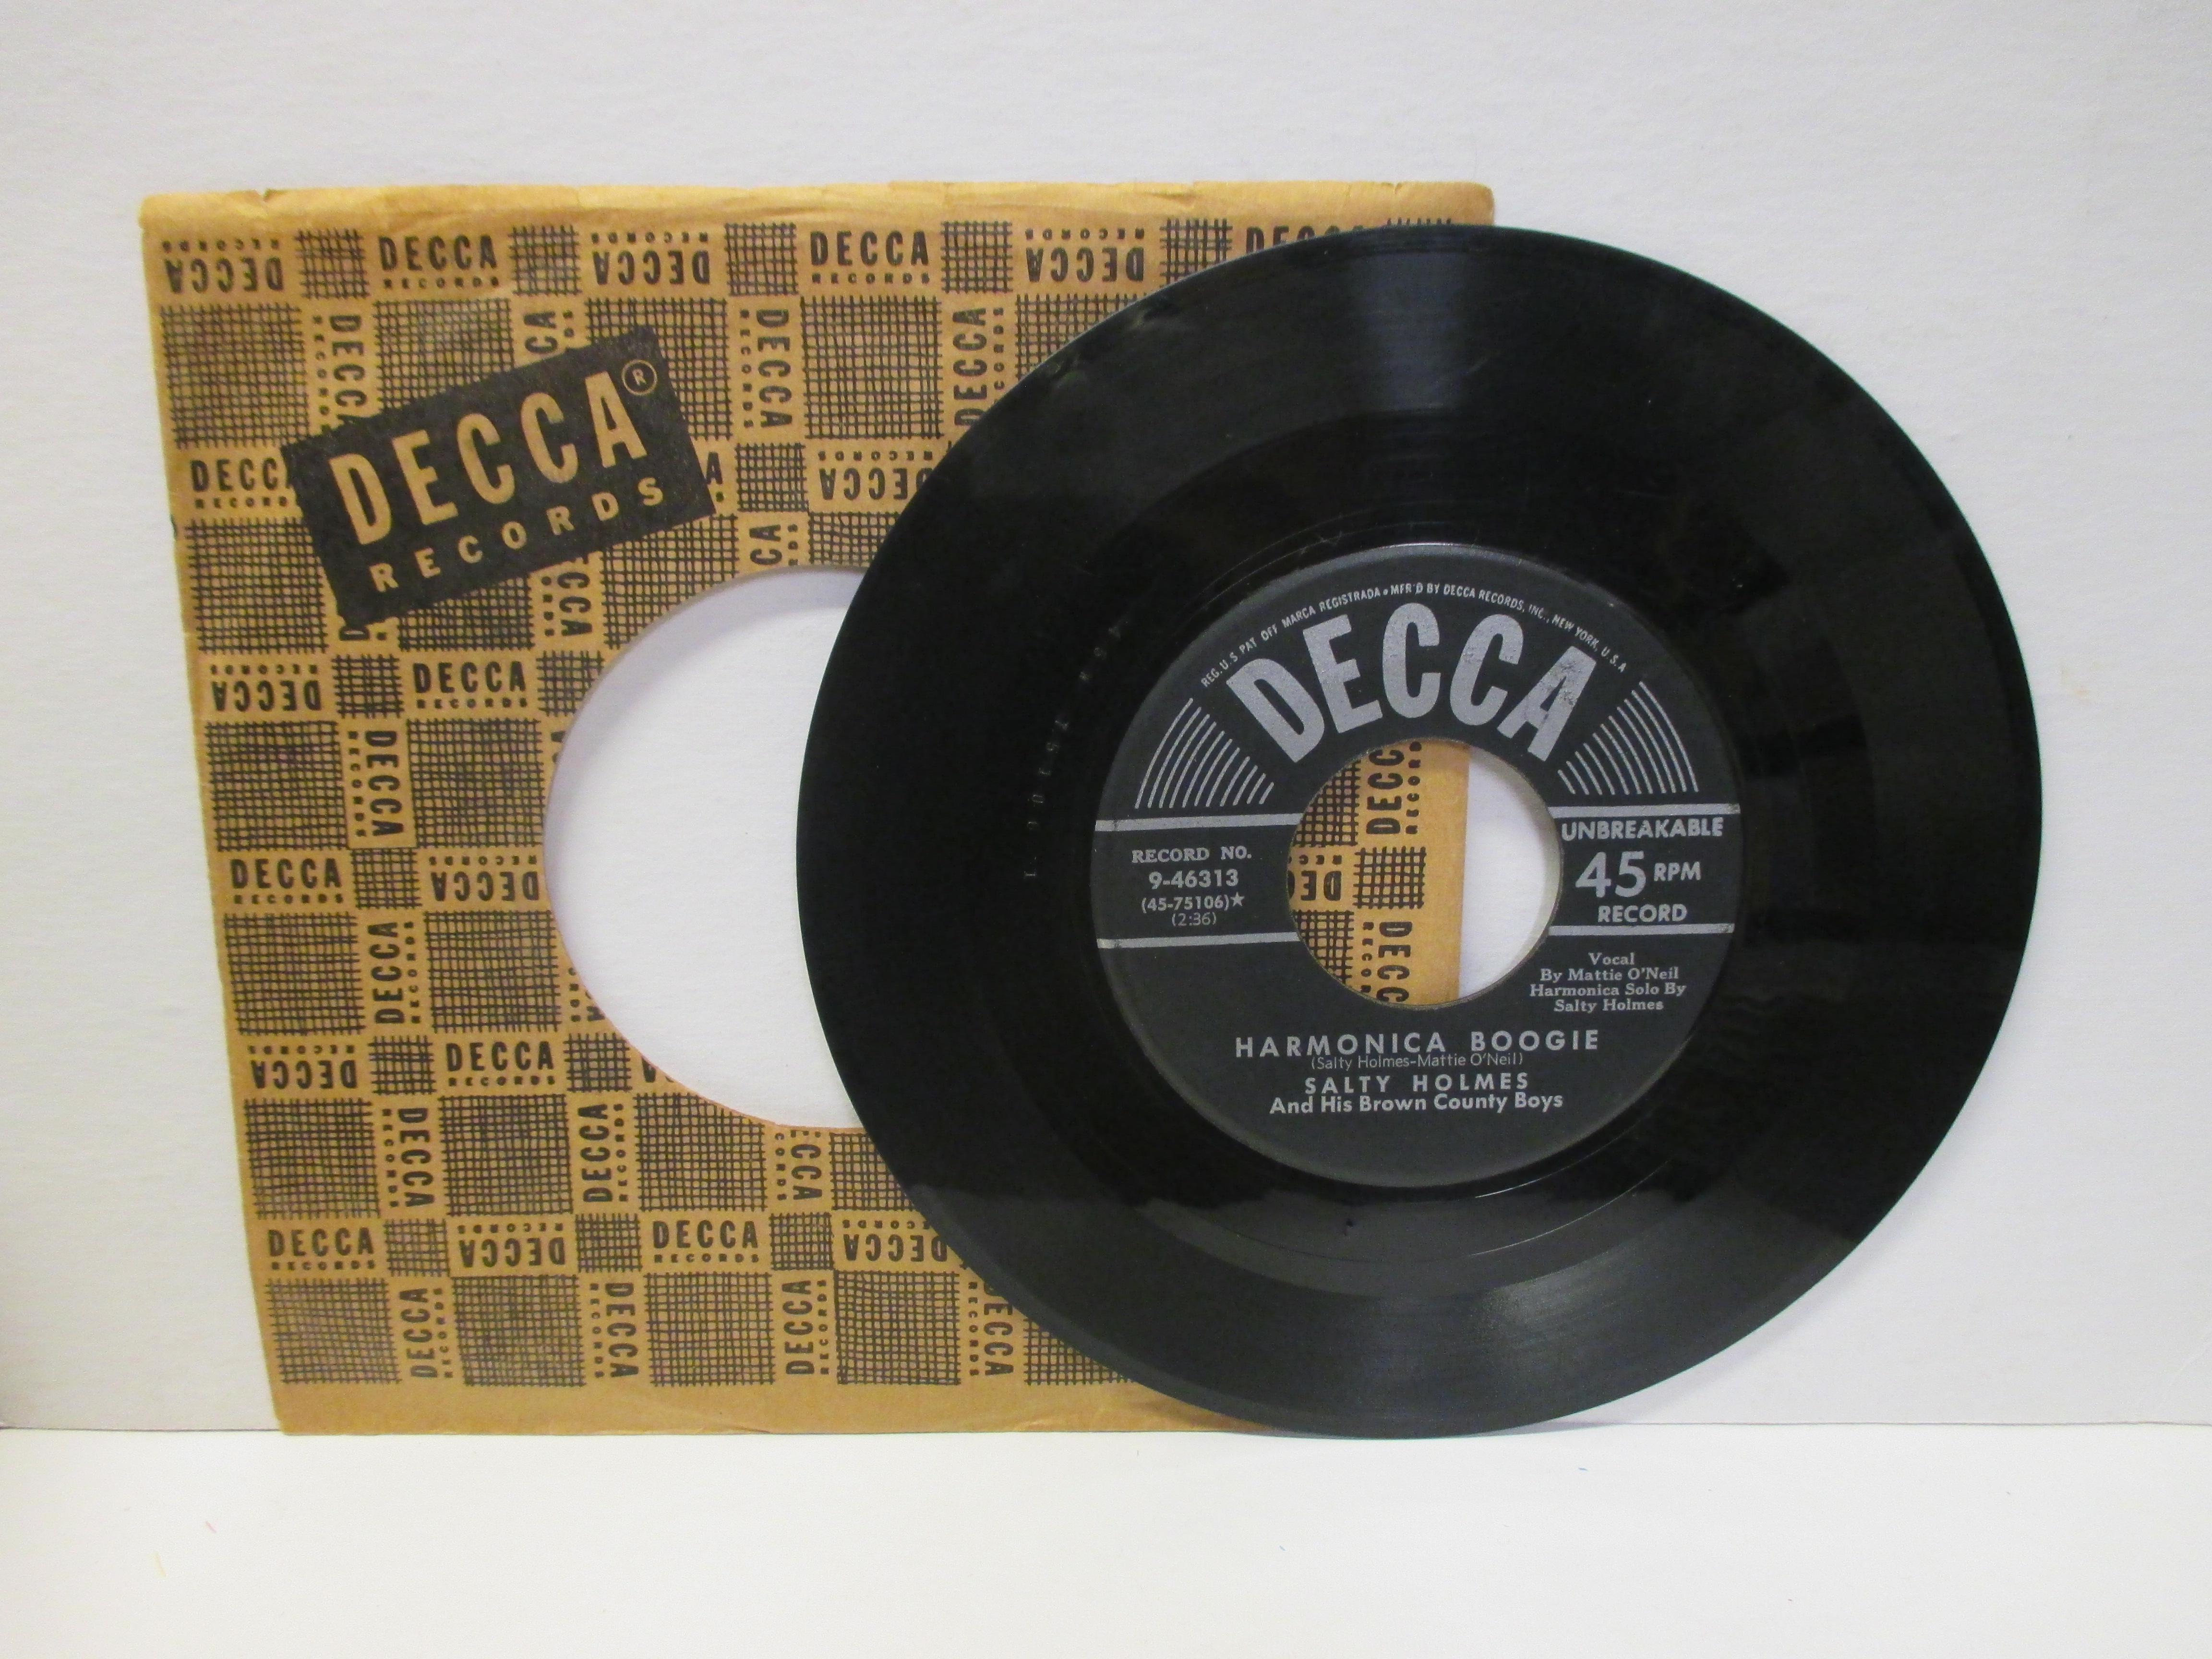 DECCA®
RECORDS
REG. U.S PAT OFF MARCA REGISTRADA • MFR'D BY DECCA RECORDS, INC., NEW YORK, U.S.A
DECCA
RECORD NO.
9-46313
(45-75106)★
(2:36)
UNBREAKABLE
45 RPM
RECORD
Vocal
By Mattie O'Neil
Harmonica Solo By
Salty Holmes
HARMONICA BOOGIE
(Salty Holmes-Mattie O'Neil)
SALTY HOLMES
And His Brown County Boys